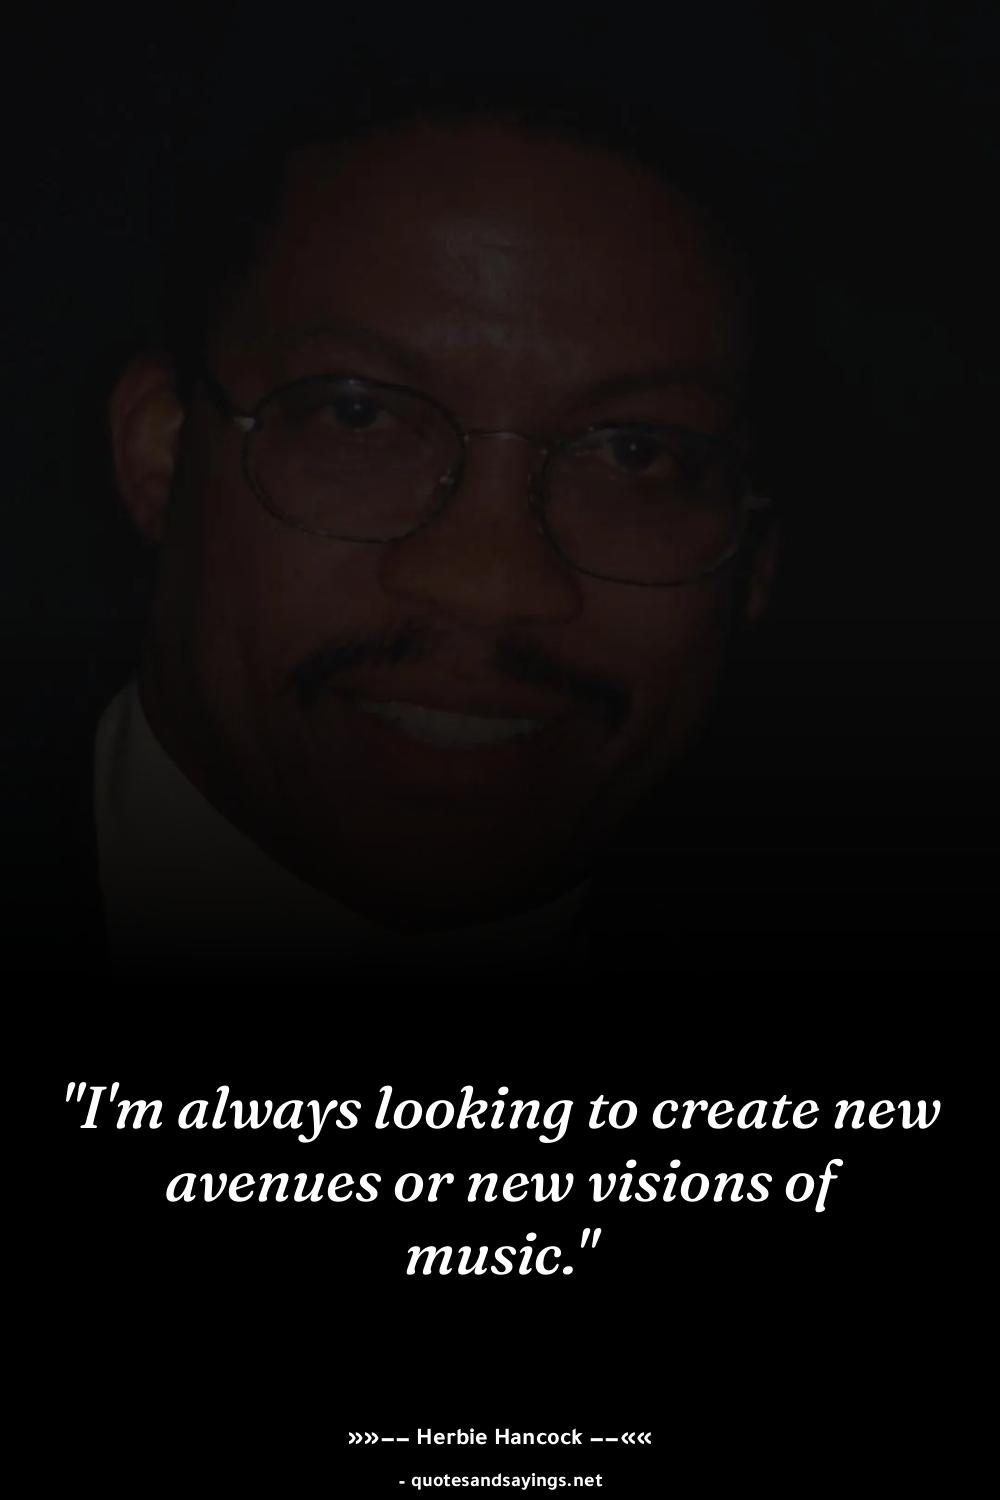 "I'm always looking to create new
avenues or new visions of
music."
»»−− Herbie Hancock −−««
- quotesandsayings.net